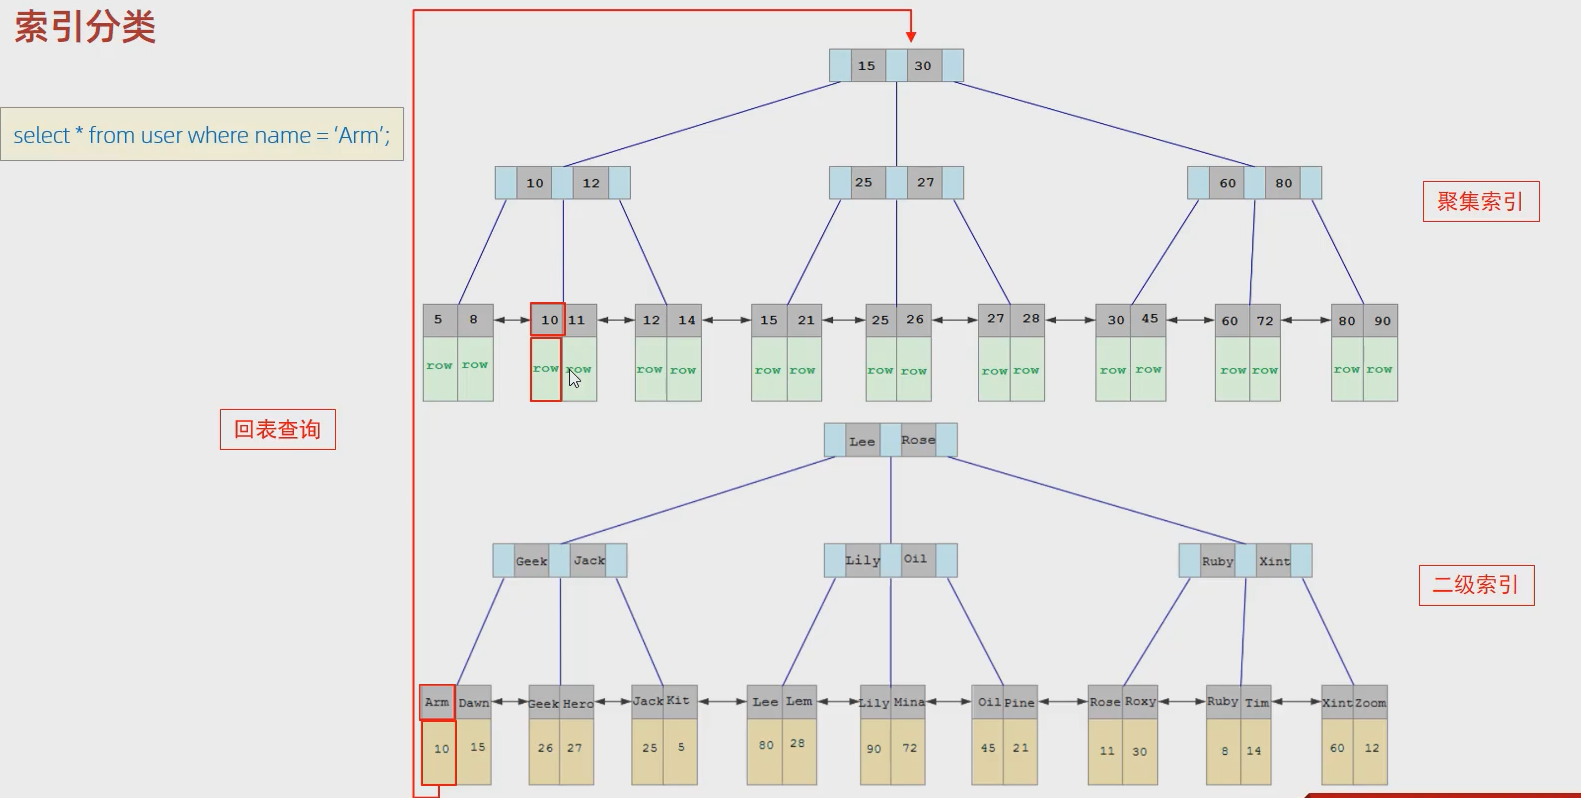 索引分类
select * from user where name = ‘Arm’;
15 30
10 12
25 27
60 80
聚集索引
5 8 10 11 12 14 15 21 25 26 27 28 30 45 60 72 80 90
row row row row row row row row row row row row row row row row row row
回表查询
Lee Rose
Geek Jack
Lily Oil
Ruby Xint
二级索引
Arm Dawn Geek Hero Jack Kit Lee Lem Lily Mina Oil Pine Rose Roxy Ruby Tim Xint Zoom
10 15 26 27 25 5 80 28 90 72 45 21 11 30 8 14 60 12